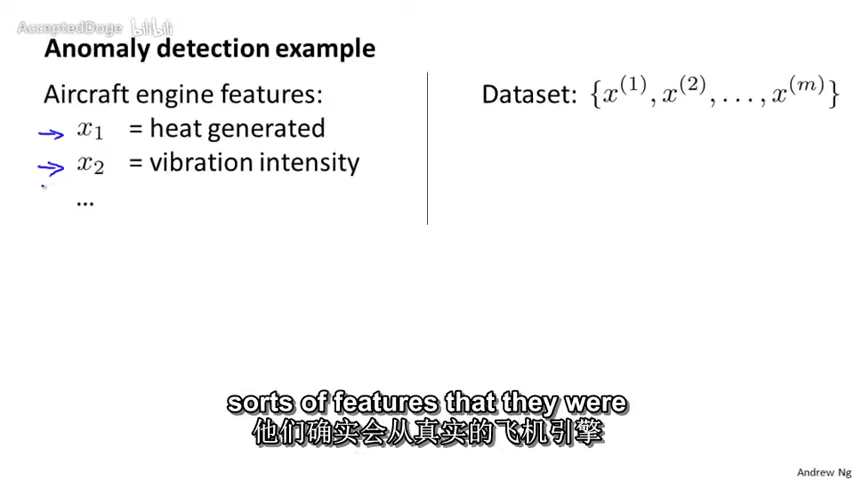 AcceptedDoge bilibili
Anomaly detection example
Aircraft engine features:
x₁ = heat generated
x₂ = vibration intensity
...
Dataset: {x⁽¹⁾, x⁽²⁾, . . . , x⁽ᵐ⁾}
sorts of features that they were
他们确实会从真实的飞机引擎
Andrew Ng